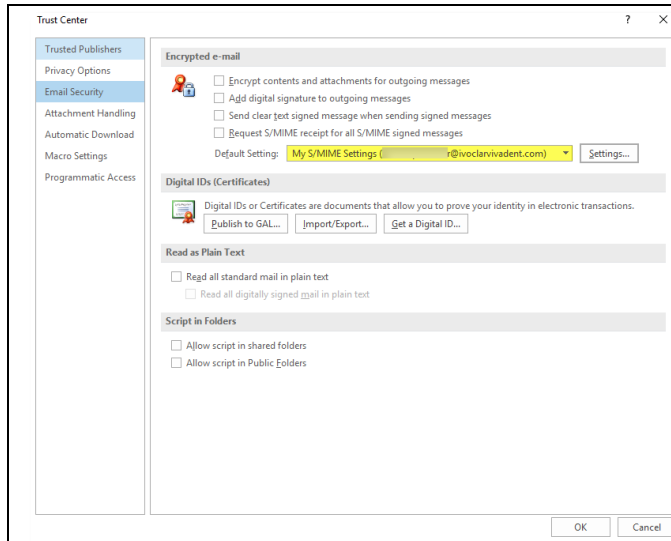 Trust Center
? ×
Trusted Publishers
Privacy Options
Email Security
Attachment Handling
Automatic Download
Macro Settings
Programmatic Access
Encrypted e-mail
Encrypt contents and attachments for outgoing messages
Add digital signature to outgoing messages
Send clear text signed message when sending signed messages
Request S/MIME receipt for all S/MIME signed messages
Default Setting: My S/MIME Settings ( r@ivoclarvivadent.com) Settings...
Digital IDs (Certificates)
Digital IDs or Certificates are documents that allow you to prove your identity in electronic transactions.
Publish to GAL... Import/Export... Get a Digital ID...
Read as Plain Text
Read all standard mail in plain text
Read all digitally signed mail in plain text
Script in Folders
Allow script in shared folders
Allow script in Public Folders
OK Cancel